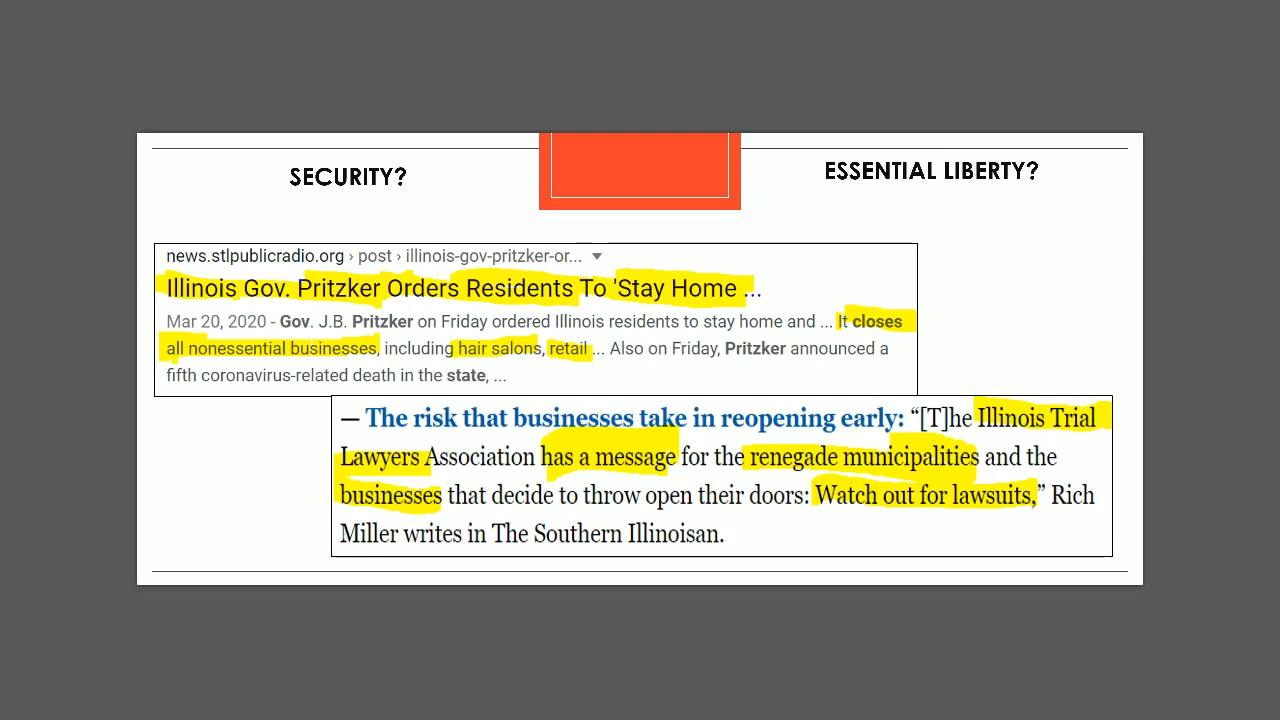 SECURITY?
ESSENTIAL LIBERTY?
news.stlpublicradio.org › post › illinois-gov-pritzker-or...
Illinois Gov. Pritzker Orders Residents To 'Stay Home ...
Mar 20, 2020 - Gov. J.B. Pritzker on Friday ordered Illinois residents to stay home and ... It closes
all nonessential businesses, including hair salons, retail ... Also on Friday, Pritzker announced a
fifth coronavirus-related death in the state, ...
— The risk that businesses take in reopening early: “[T]he Illinois Trial
Lawyers Association has a message for the renegade municipalities and the
businesses that decide to throw open their doors: Watch out for lawsuits,” Rich
Miller writes in The Southern Illinoisan.